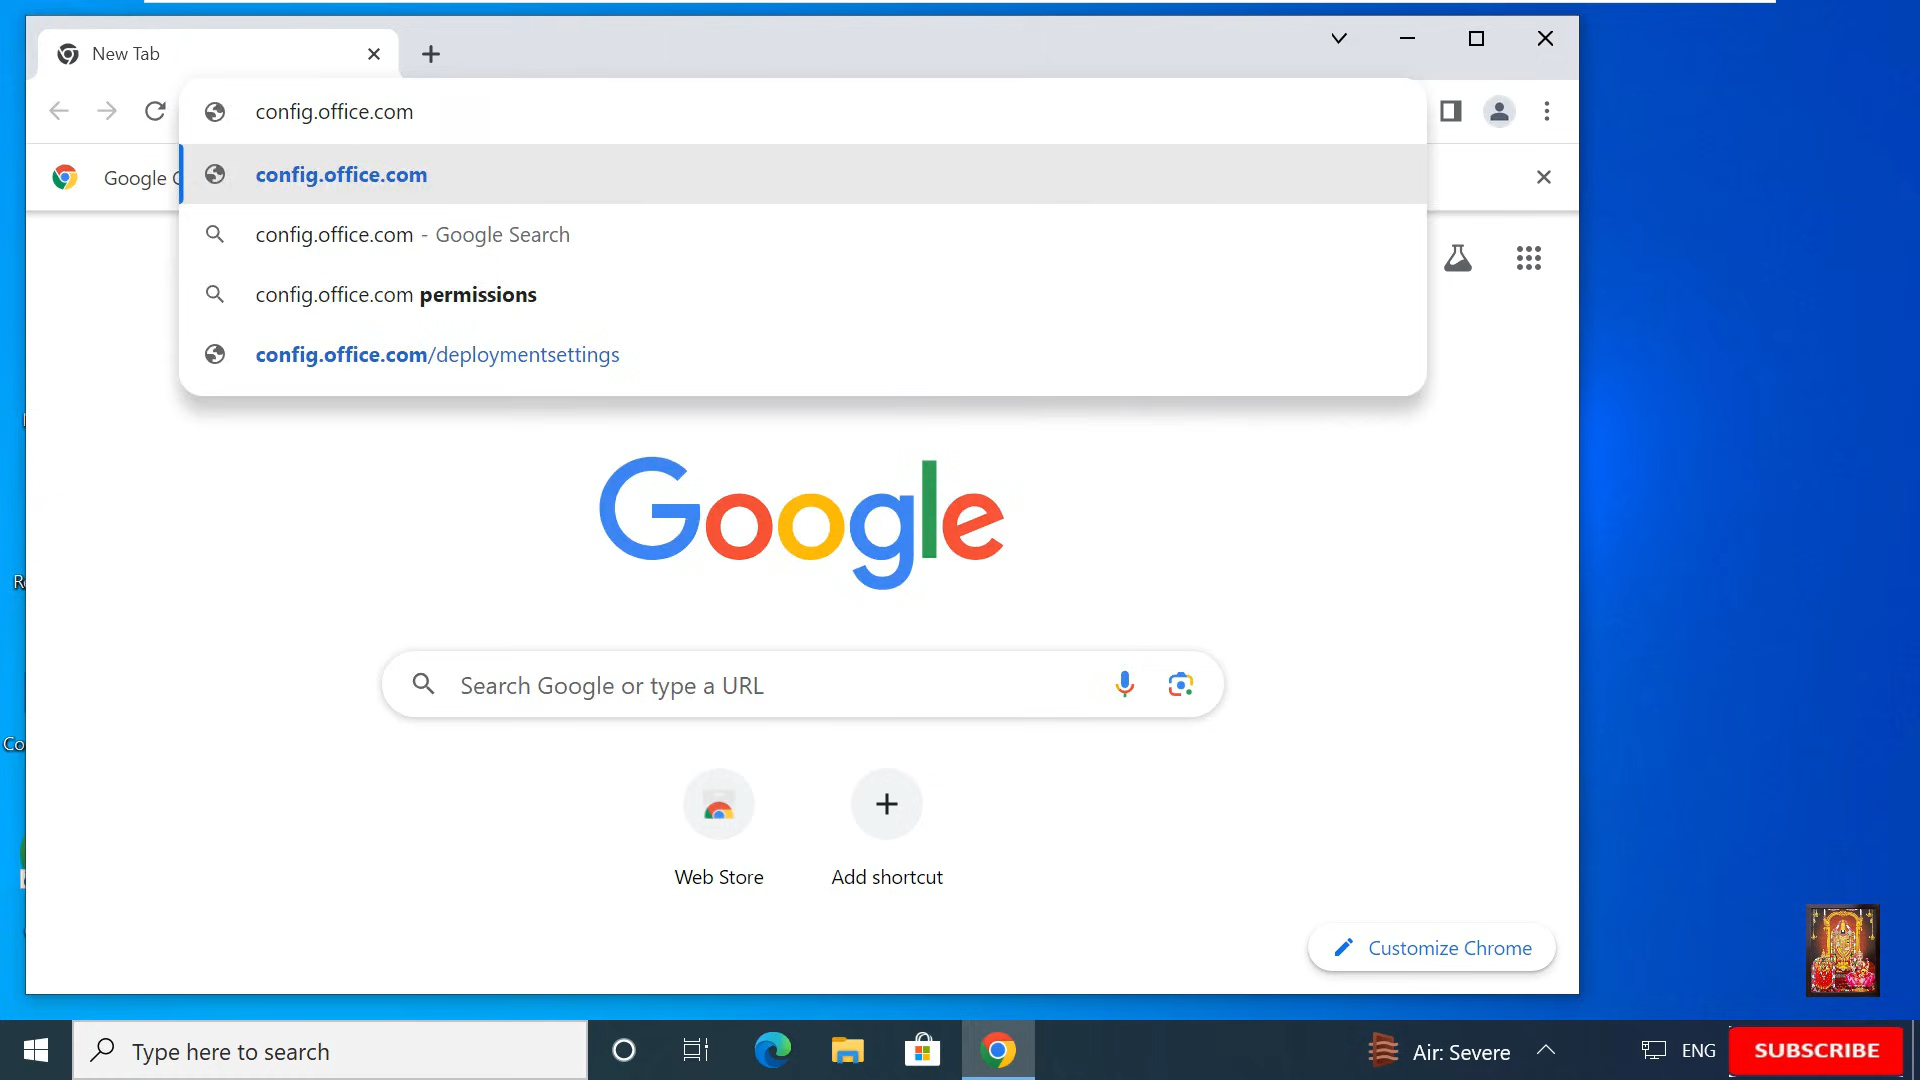 New Tab
config.office.com
Google C
config.office.com
config.office.com - Google Search
config.office.com permissions
config.office.com/deploymentsettings
Google
Search Google or type a URL
Web Store
Add shortcut
Customize Chrome
Co
Type here to search
Air: Severe
ENG
SUBSCRIBE